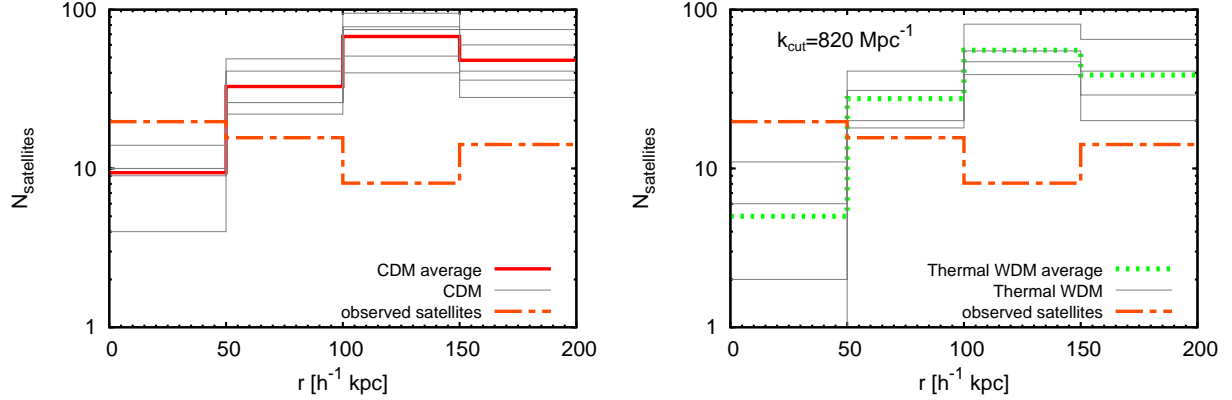 100
10
1
N_satellites
CDM average
CDM
observed satellites
0 50 100 150 200
r [h^-1 kpc]
100
10
1
N_satellites
k_cut=820 Mpc^-1
Thermal WDM average
Thermal WDM
observed satellites
0 50 100 150 200
r [h^-1 kpc]